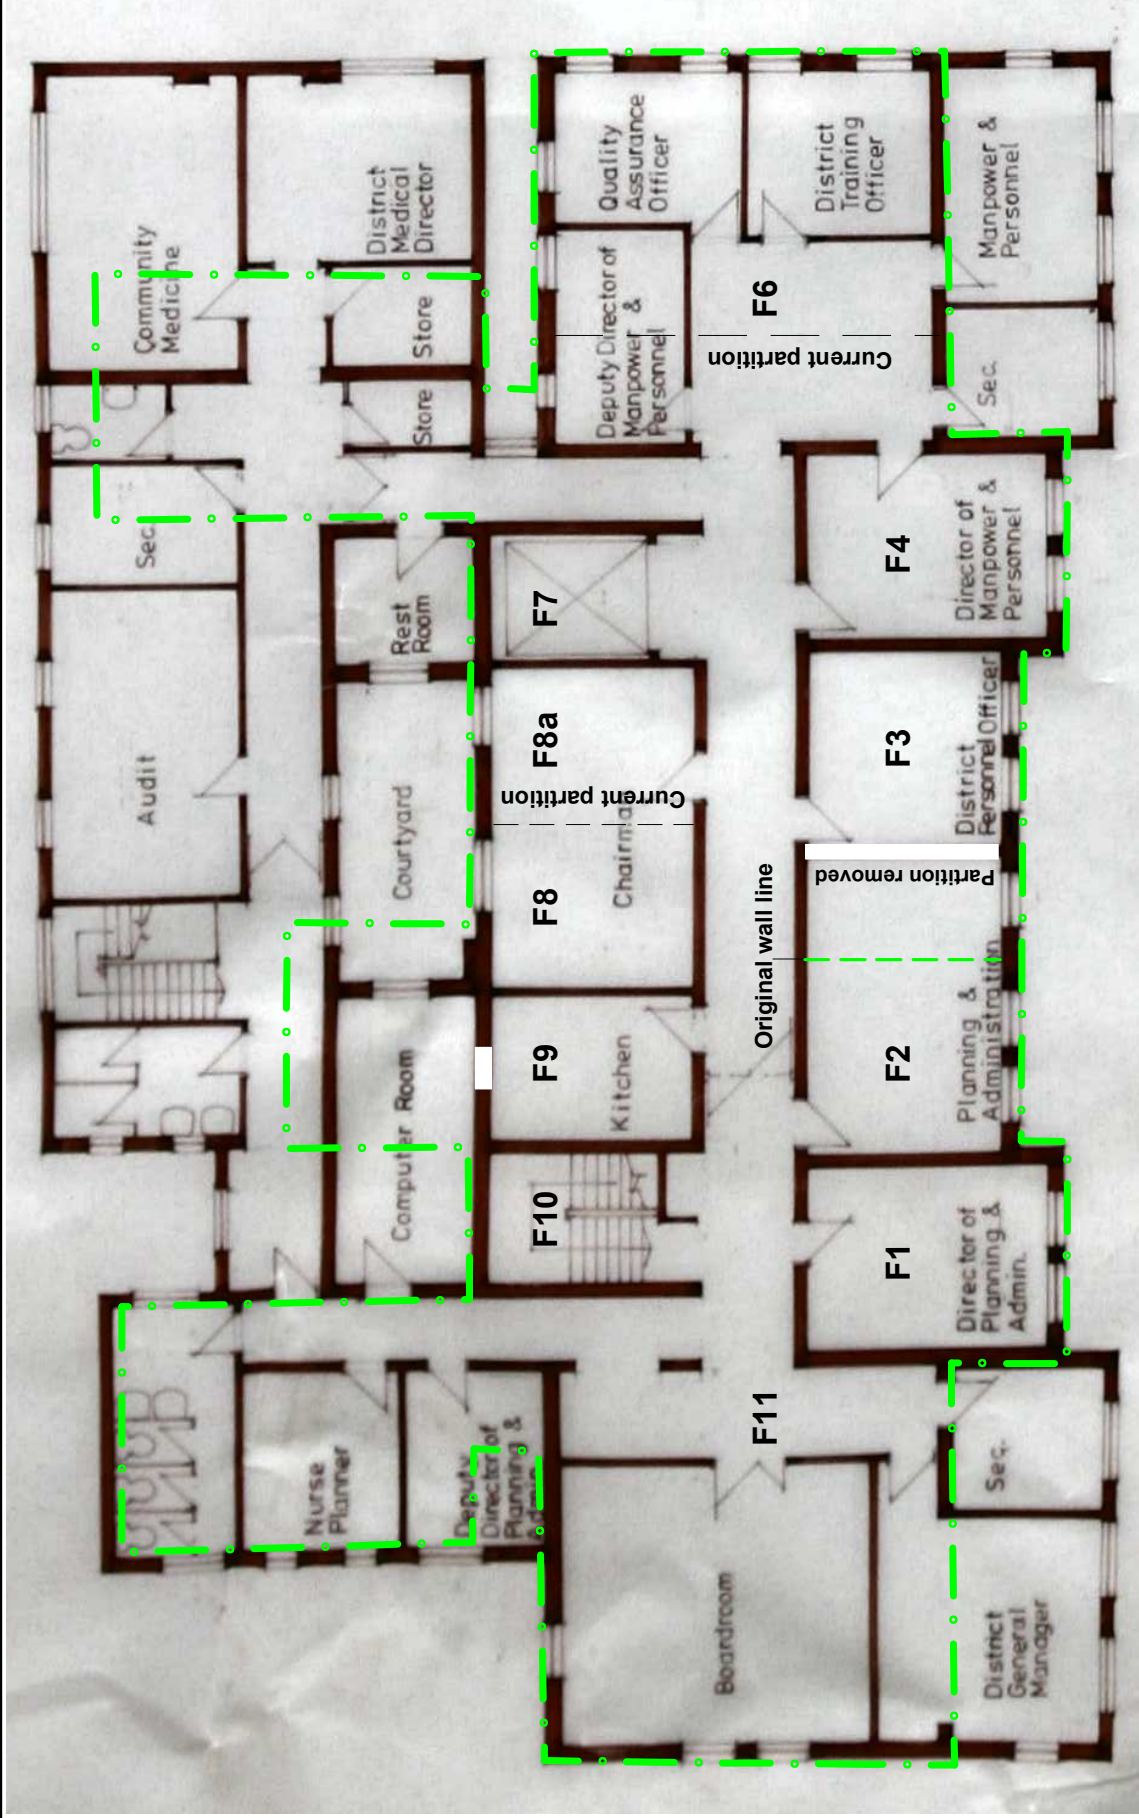 Community
Medicine
District
Medical
Director
Store
Store
Sec.
Audit
Rest
Room
Courtyard
Computer Room
Nurse
Planner
Deputy
Director of
Planning &
Admin.
Quality
Assurance
Officer
District
Training
Officer
Deputy Director of
Manpower &
Personnel
F6
Current partition
Manpower &
Personnel
Sec.
F4
Director of
Manpower &
Personnel
F7
F8a
Current partition
F8
Chairman
F9
Kitchen
F10
F3
District
Personnel Officer
Partition removed
Original wall line
F2
Planning &
Administration
F1
Director of
Planning &
Admin.
F11
Sec.
Boardroom
District
General
Manager